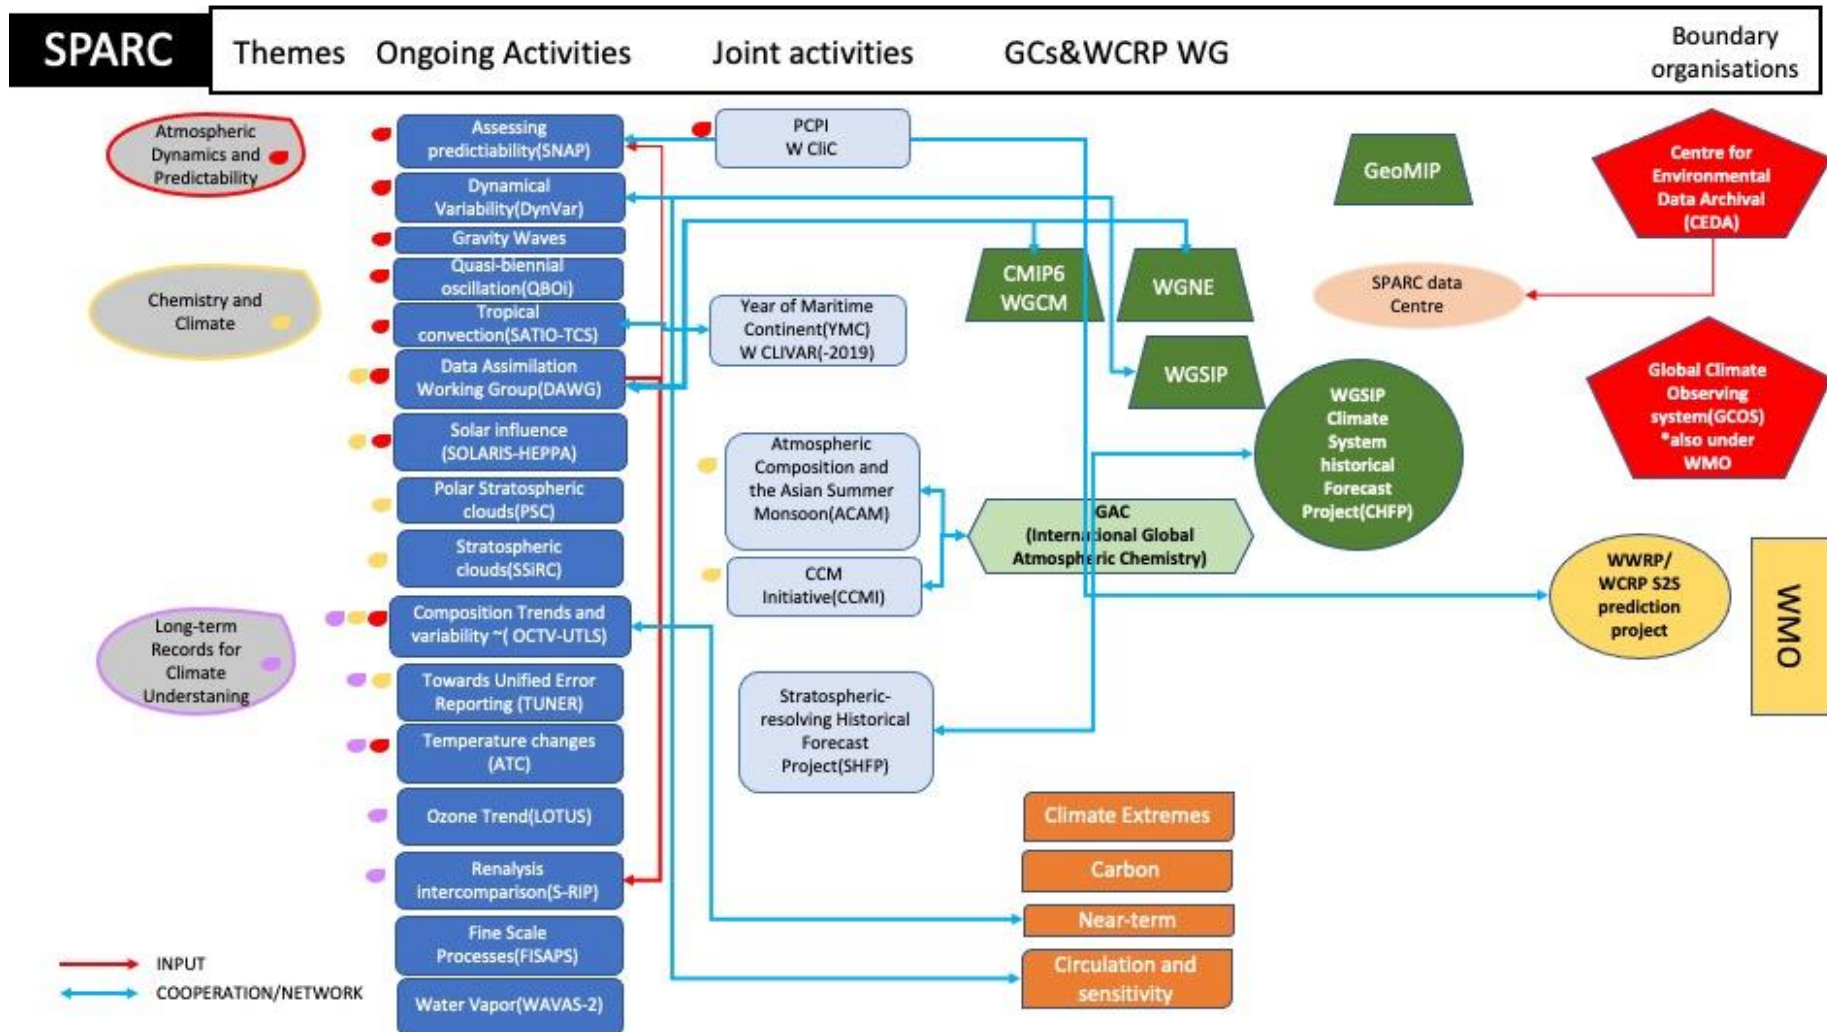 SPARC
Themes
Ongoing Activities
Joint activities
GCs&WCRP WG
Boundary
organisations
Atmospheric
Dynamics and
Predictability
Chemistry and
Climate
Long-term
Records for
Climate
Understaning
Assessing
predictiability(SNAP)
Dynamical
Variability(DynVar)
Gravity Waves
Quasi-biennial
oscillation(QBOi)
Tropical
convection(SATIO-TCS)
Data Assimilation
Working Group(DAWG)
Solar influence
(SOLARIS-HEPPA)
Polar Stratospheric
clouds(PSC)
Stratospheric
clouds(SSiRC)
Composition Trends and
variability ~( OCTV-UTLS)
Towards Unified Error
Reporting (TUNER)
Temperature changes
(ATC)
Ozone Trend(LOTUS)
Renalysis
Intercomparison(S-RIP)
Fine Scale
Processes(FISAPS)
Water Vapor(WAVAS-2)
PCPI
W CliC
Year of Maritime
Continent(YMC)
W CLIVAR(-2019)
Atmospheric
Composition and
the Asian Summer
Monsoon(ACAM)
CCM
Initiative(CCMI)
Stratospheric-
resolving Historical
Forecast
Project(SHFP)
CMIP6
WGCM
WGNE
WGSIP
GeoMIP
WGSIP
Climate
System
historical
Forecast
Project(CHFP)
GAC
(International Global
Atmospheric Chemistry)
Climate Extremes
Carbon
Near-term
Circulation and
sensitivity
Centre for
Environmental
Data Archival
(CEDA)
SPARC data
Centre
Global Climate
Observing
system(GCOS)
*also under
WMO
WWRP/
WCRP S2S
prediction
project
WMO
INPUT
COOPERATION/NETWORK